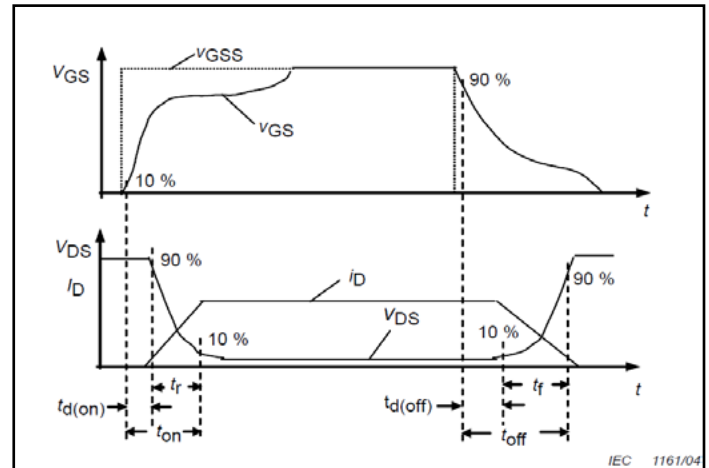 vGSS
VGS
90 %
vGS
10 %
t
VDS
90 %
ID
iD
90 %
VDS
10 %
10 %
tr
tf
t
td(on)
td(off)
ton
toff
IEC 1161/04